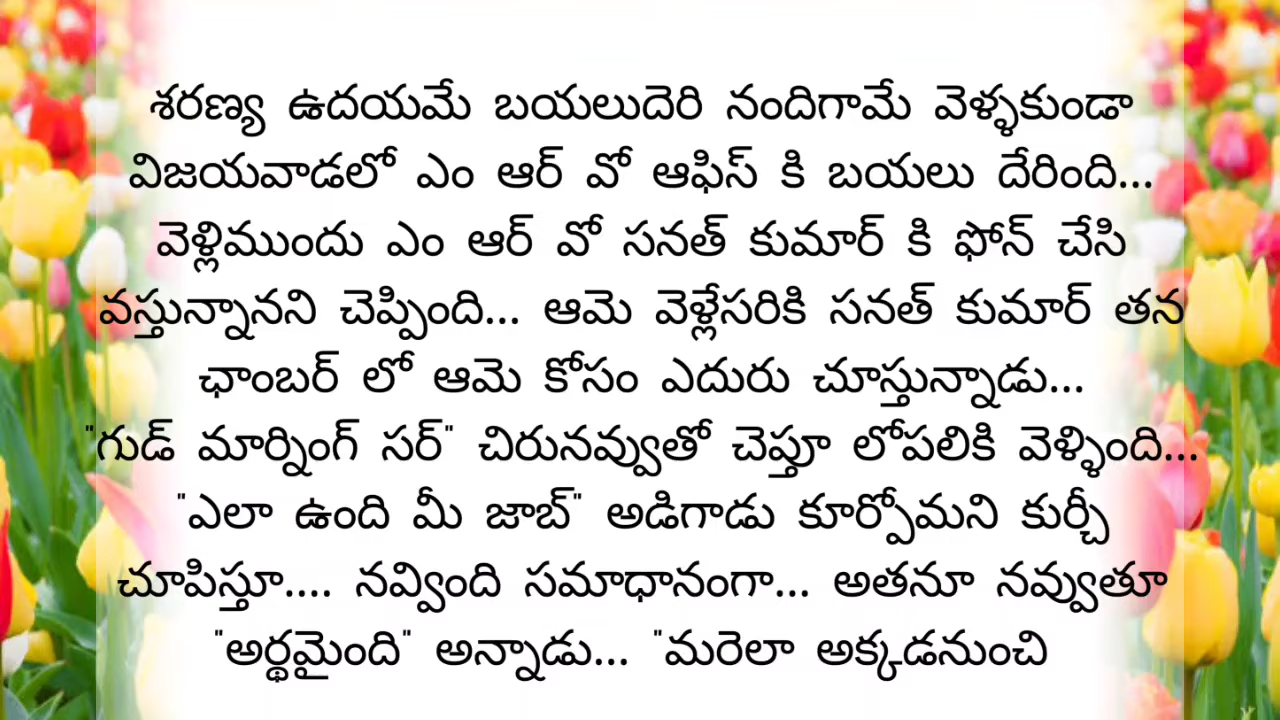 శరణ్య ఉదయమే బయలుదెరి నందిగామే వెళ్ళకుండా
విజయవాడలో ఎం ఆర్ వో ఆఫిస్ కి బయలు దేరింది...
వెళ్లిముందు ఎం ఆర్ వో సనత్ కుమార్ కి ఫోన్ చేసి
వస్తున్నానని చెప్పింది... ఆమె వెళ్లేసరికి సనత్ కుమార్ తన
ఛాంబర్ లో ఆమె కోసం ఎదురు చూస్తున్నాడు...
"గుడ్ మార్నింగ్ సర్" చిరునవ్వుతో చెప్తూ లోపలికి వెళ్ళింది...
"ఎలా ఉంది మీ జాబ్" అడిగాడు కూర్పోమని కుర్చీ
చూపిస్తూ.... నవ్వింది సమాధానంగా... అతనూ నవ్వుతూ
"అర్థమైంది" అన్నాడు... "మరెలా అక్కడనుంచి